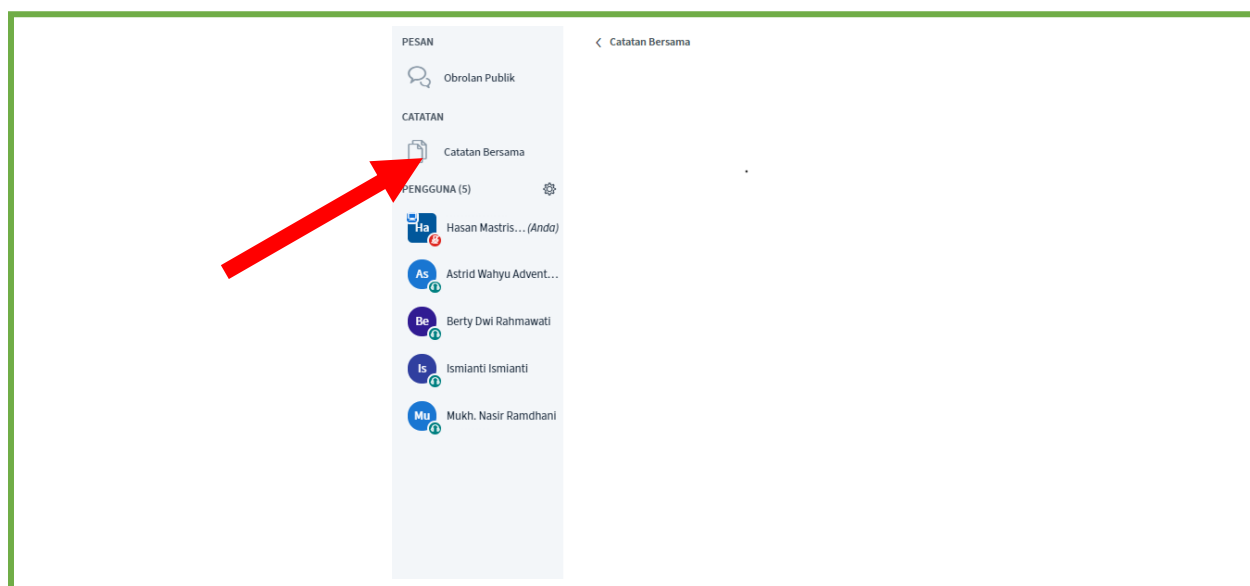 PESAN
Obrolan Publik
CATATAN
Catatan Bersama
PENGGUNA (5)
Ha Hasan Mastris... (Anda)
As Astrid Wahyu Advent...
Be Berty Dwi Rahmawati
Is Ismianti Ismianti
Mu Mukh. Nasir Ramdhani
Catatan Bersama